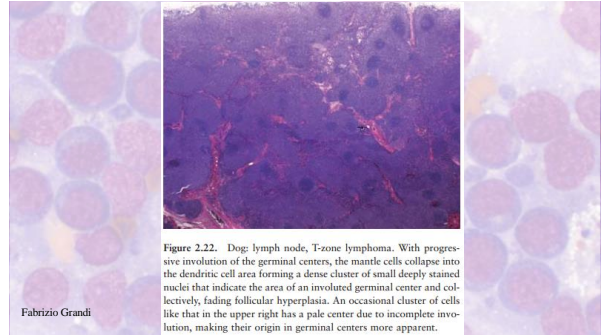 Figure 2.22. Dog: lymph node, T-zone lymphoma. With progres-
sive involution of the germinal centers, the mantle cells collapse into
the dendritic cell area forming a dense cluster of small deeply stained
nuclei that indicate the area of an involuted germinal center and col-
lectively, fading follicular hyperplasia. An occasional cluster of cells
like that in the upper right has a pale center due to incomplete invo-
lution, making their origin in germinal centers more apparent.
Fabrizio Grandi